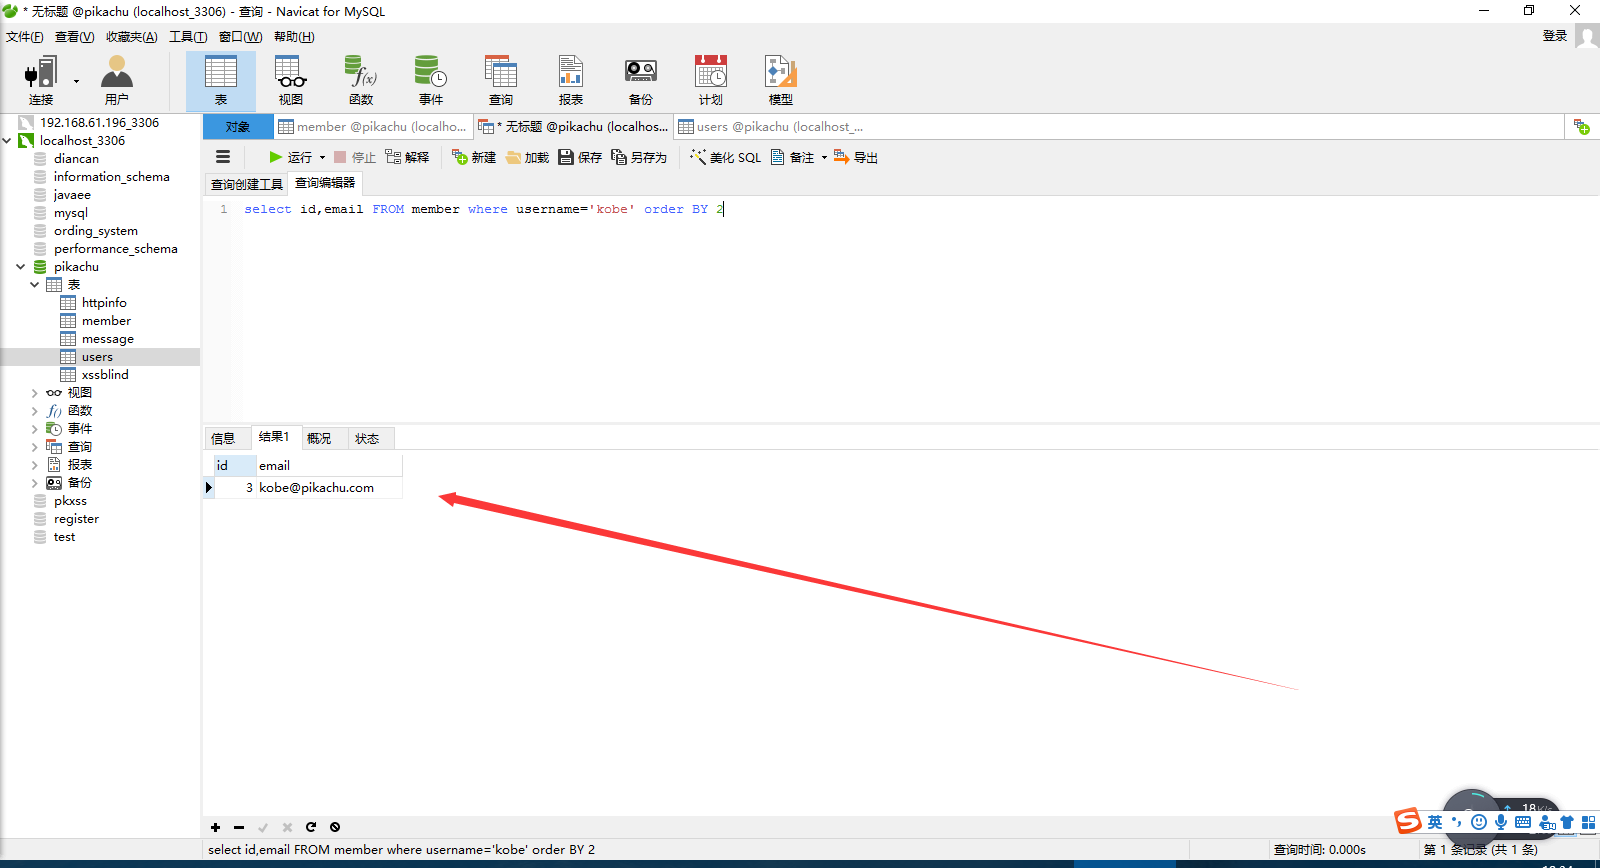 * 无标题 @pikachu (localhost_3306) - 查询 - Navicat for MySQL
文件(F) 查看(V) 收藏夹(A) 工具(T) 窗口(W) 帮助(H) 登录
连接 用户 表 视图 函数 事件 查询 报表 备份 计划 模型
192.168.61.196_3306
localhost_3306
diancan
information_schema
javaee
mysql
ording_system
performance_schema
pikachu
表
httpinfo
member
message
users
xssblind
视图
函数
事件
查询
报表
备份
pkxss
register
test
对象 member @pikachu (localho... * 无标题 @pikachu (localhos... users @pikachu (localhost_...
运行 停止 解释 新建 加载 保存 另存为 美化 SQL 备注 导出
查询创建工具 查询编辑器
1 select id,email FROM member where username='kobe' order BY 2
信息 结果1 概况 状态
id email
3 kobe@pikachu.com
18K/s
英
select id,email FROM member where username='kobe' order BY 2 查询时间: 0.000s 第 1 条记录 (共 1 条)